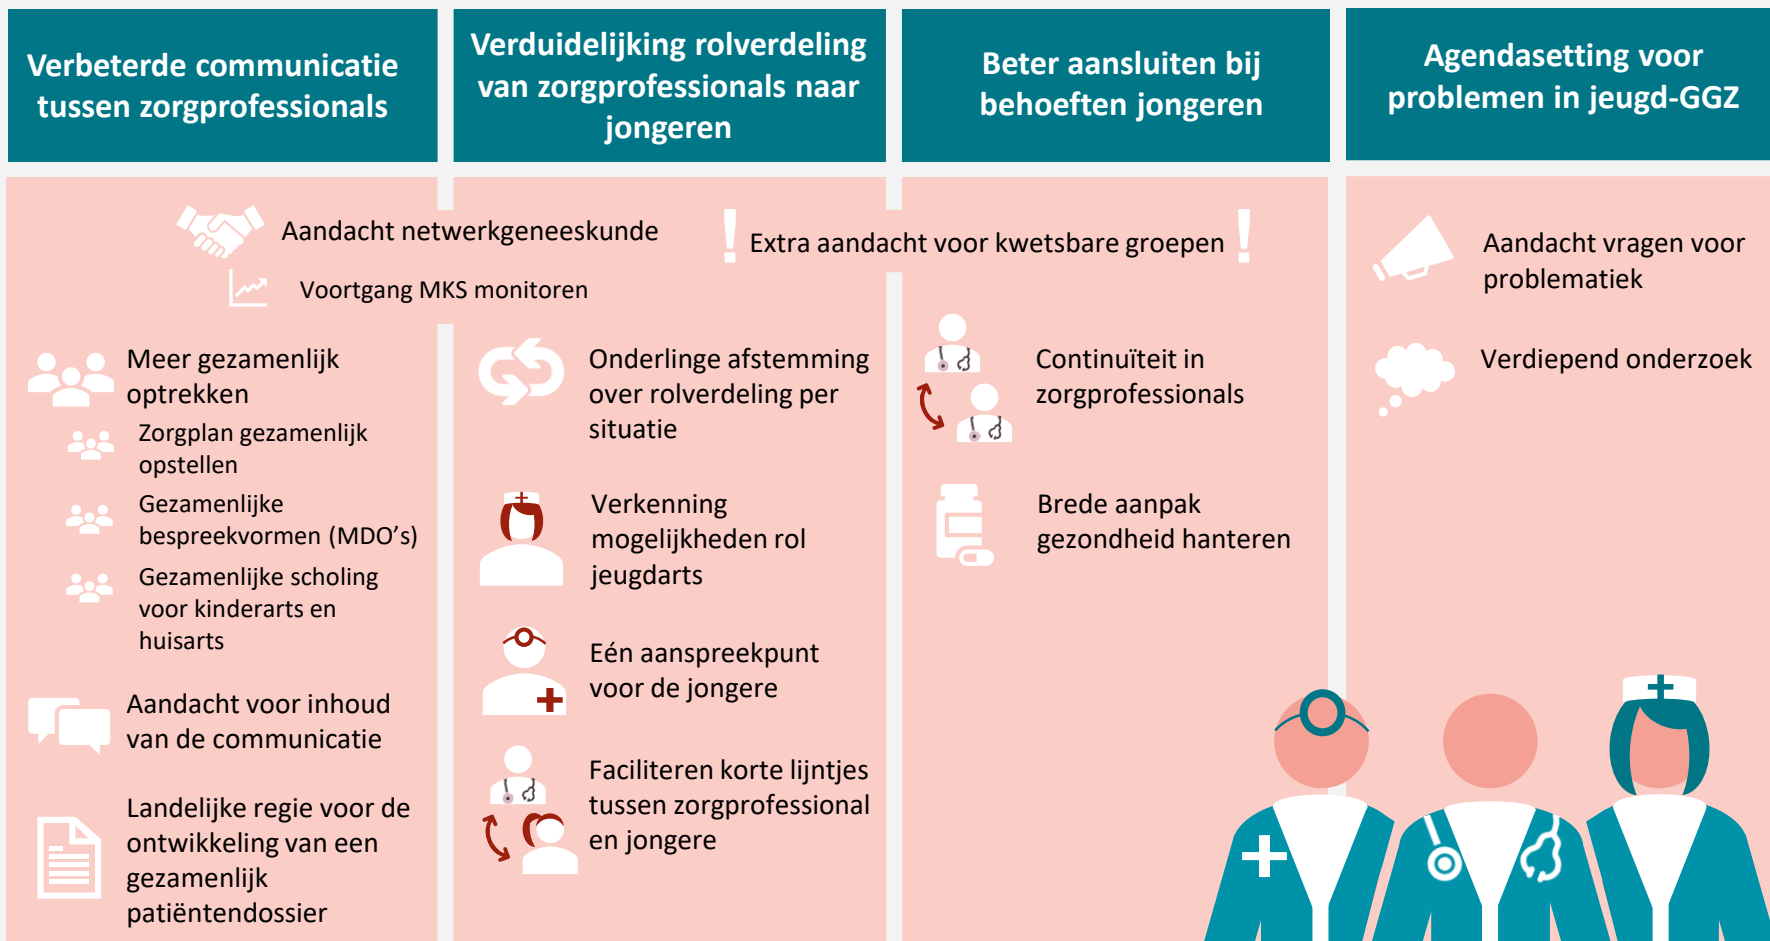 Verbeterde communicatie
tussen zorgprofessionals
Verduidelijking rolverdeling
van zorgprofessionals naar
jongeren
Beter aansluiten bij
behoeften jongeren
Agendasetting voor
problemen in jeugd-GGZ
Aandacht netwerkgeneeskunde
Voortgang MKS monitoren
! Extra aandacht voor kwetsbare groepen !
Meer gezamenlijk
optrekken
Zorgplan gezamenlijk
opstellen
Gezamenlijke
bespreekvormen (MDO's)
Gezamenlijke scholing
voor kinderarts en
huisarts
Aandacht voor inhoud
van de communicatie
Landelijke regie voor de
ontwikkeling van een
gezamenlijk
patiëntendossier
Onderlinge afstemming
over rolverdeling per
situatie
Verkenning
mogelijkheden rol
jeugdarts
Eén aanspreekpunt
voor de jongere
Faciliteren korte lijntjes
tussen zorgprofessional
en jongere
Continuïteit in
zorgprofessionals
Brede aanpak
gezondheid hanteren
Aandacht vragen voor
problematiek
Verdiepend onderzoek